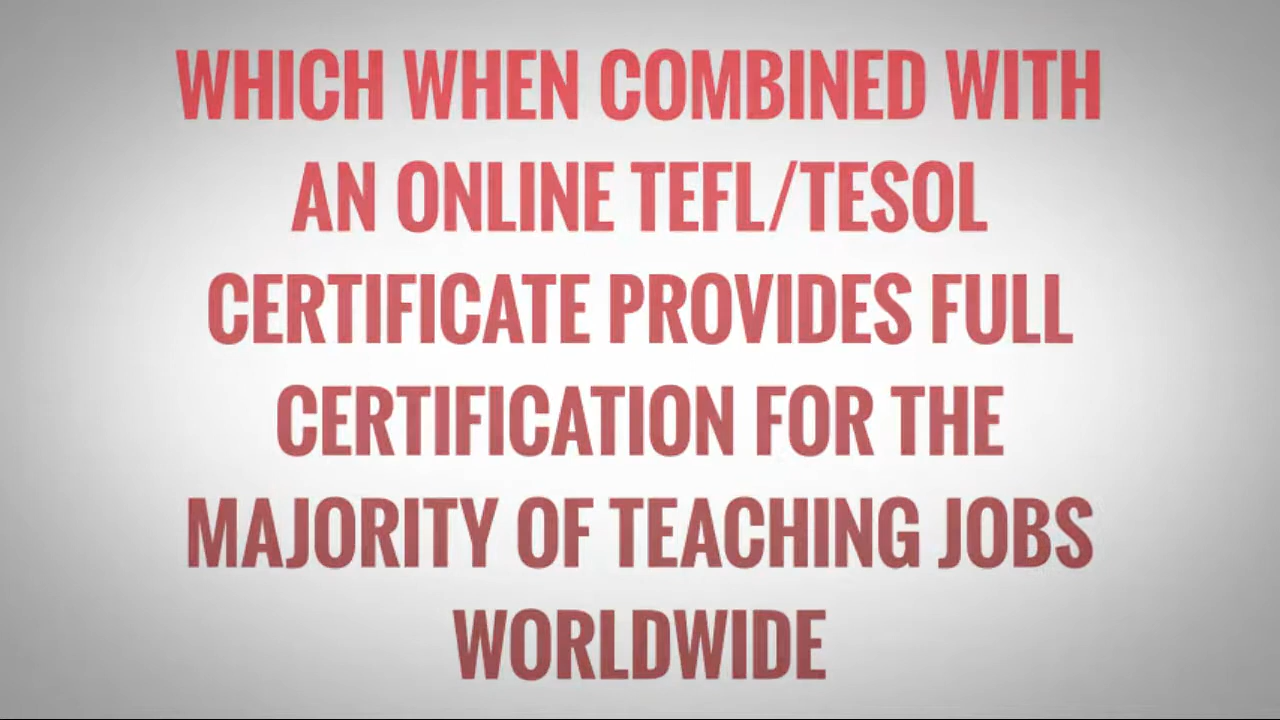 WHICH WHEN COMBINED WITH
AN ONLINE TEFL/TESOL
CERTIFICATE PROVIDES FULL
CERTIFICATION FOR THE
MAJORITY OF TEACHING JOBS
WORLDWIDE